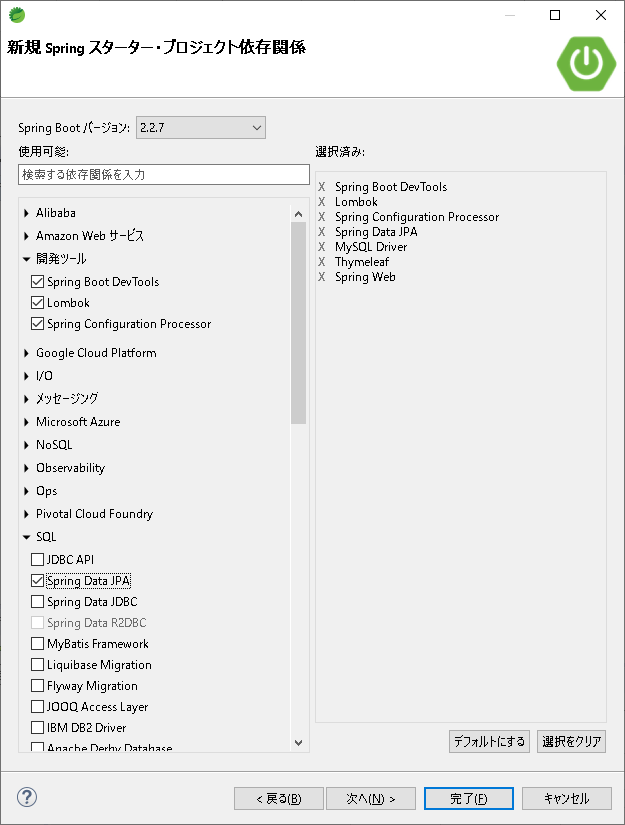 新規 Spring スターター・プロジェクト依存関係
Spring Boot バージョン: 2.2.7
使用可能:
検索する依存関係を入力
Alibaba
Amazon Web サービス
開発ツール
Spring Boot DevTools
Lombok
Spring Configuration Processor
Google Cloud Platform
I/O
メッセージング
Microsoft Azure
NoSQL
Observability
Ops
Pivotal Cloud Foundry
SQL
JDBC API
Spring Data JPA
Spring Data JDBC
Spring Data R2DBC
MyBatis Framework
Liquibase Migration
Flyway Migration
JOOQ Access Layer
IBM DB2 Driver
Apache Derby Database
選択済み:
X Spring Boot DevTools
X Lombok
X Spring Configuration Processor
X Spring Data JPA
X MySQL Driver
X Thymeleaf
X Spring Web
デフォルトにする 選択をクリア
? < 戻る(B) 次へ(N) > 完了(F) キャンセル